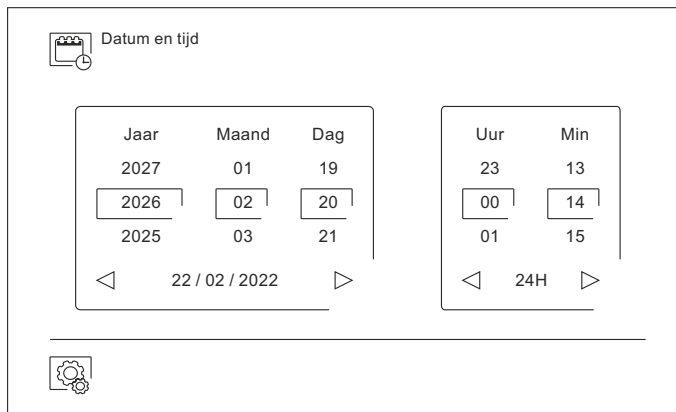 Datum en tijd
Jaar Maand Dag
2027 01 19
2026 02 20
2025 03 21
22 / 02 / 2022
Uur Min
23 13
00 14
01 15
24H